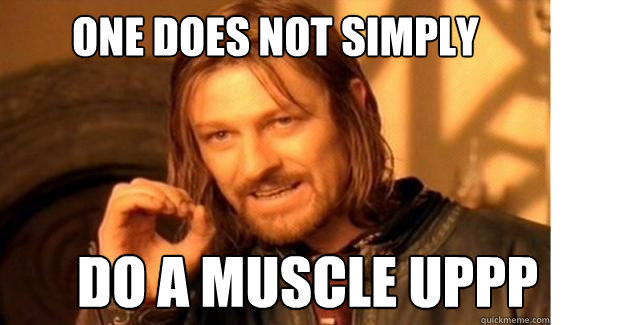 ONE DOES NOT SIMPLY
DO A MUSCLE UPPP
quickmeme.com